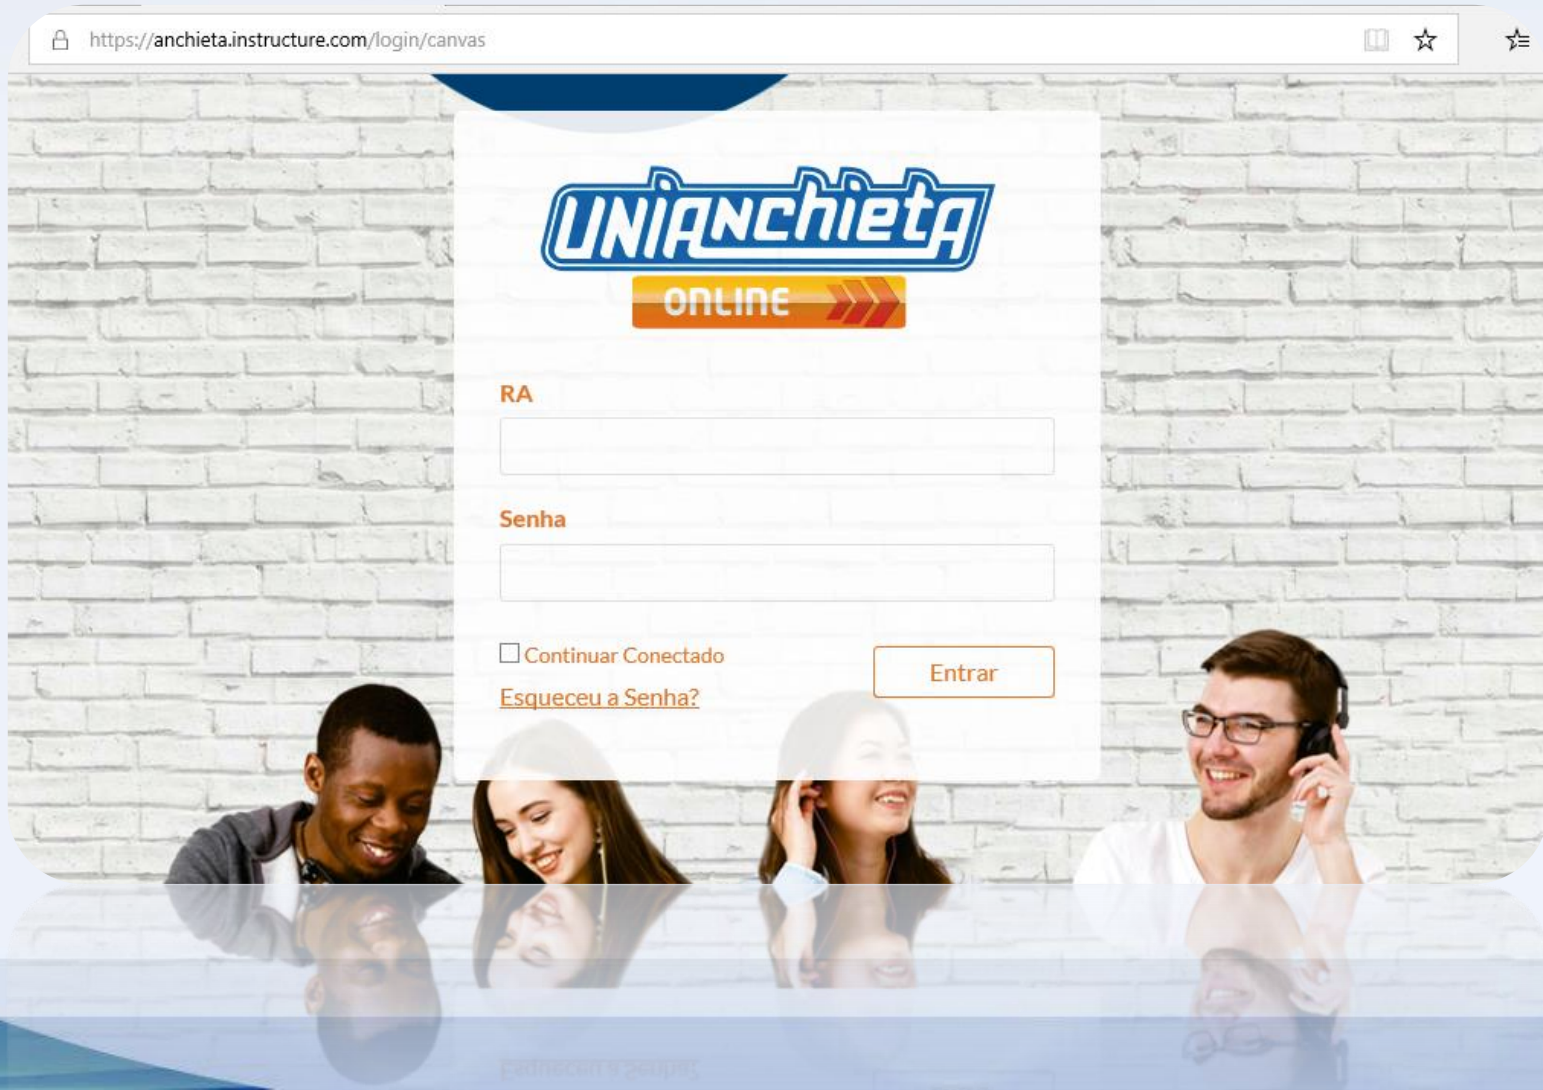 https://anchieta.instructure.com/login/canvas
UNIANCHIETA
ONLINE
RA
Senha
Continuar Conectado
Entrar
Esqueceu a Senha?